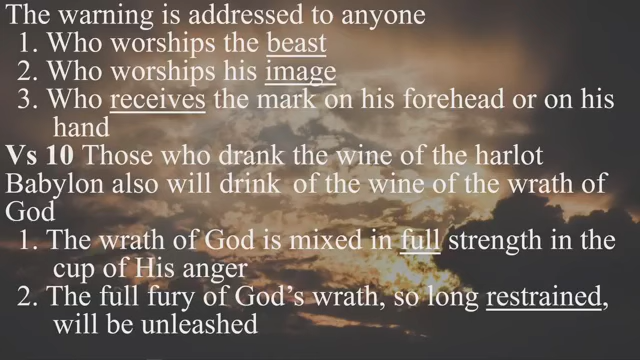 The warning is addressed to anyone
1. Who worships the beast
2. Who worships his image
3. Who receives the mark on his forehead or on his
hand
Vs 10 Those who drank the wine of the harlot
Babylon also will drink of the wine of the wrath of
God
1. The wrath of God is mixed in full strength in the
cup of His anger
2. The full fury of God’s wrath, so long restrained,
will be unleashed